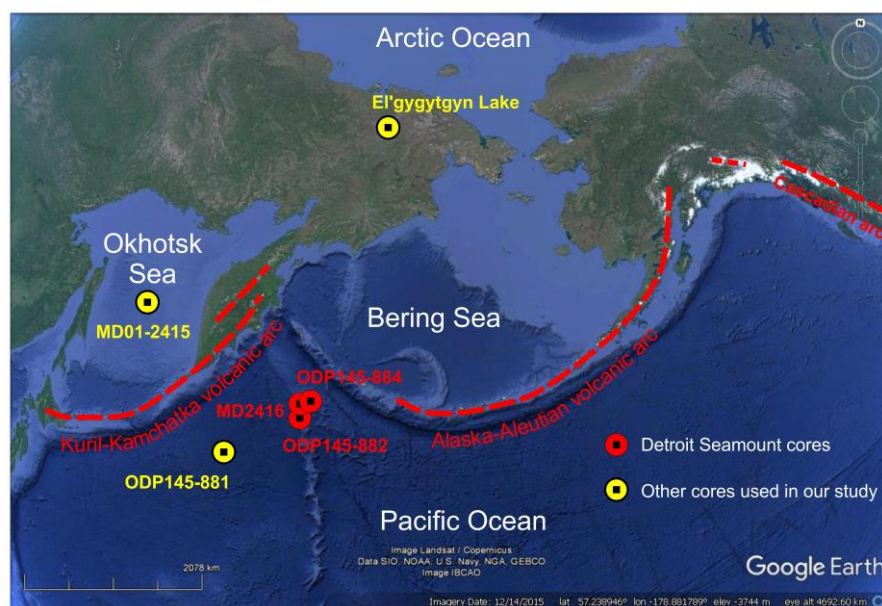 Arctic Ocean
El'gygytgyn Lake
Cascadian arc
Okhotsk
Sea
MD01-2415
Bering Sea
Kuril-Kamchatka volcanic arc
ODP145-884
MD2416
ODP145-882
Alaska-Aleutian volcanic arc
ODP145-881
Detroit Seamount cores
Other cores used in our study
Pacific Ocean
Image Landsat / Copernicus
Data SIO, NOAA, U.S. Navy, NGA, GEBCO
Image IBCAO
2078 km
Google Earth
Imagery Date: 12/14/2015 lat 57.238946° lon -178.881789° elev -3744 m eye alt 4692.60 km
N